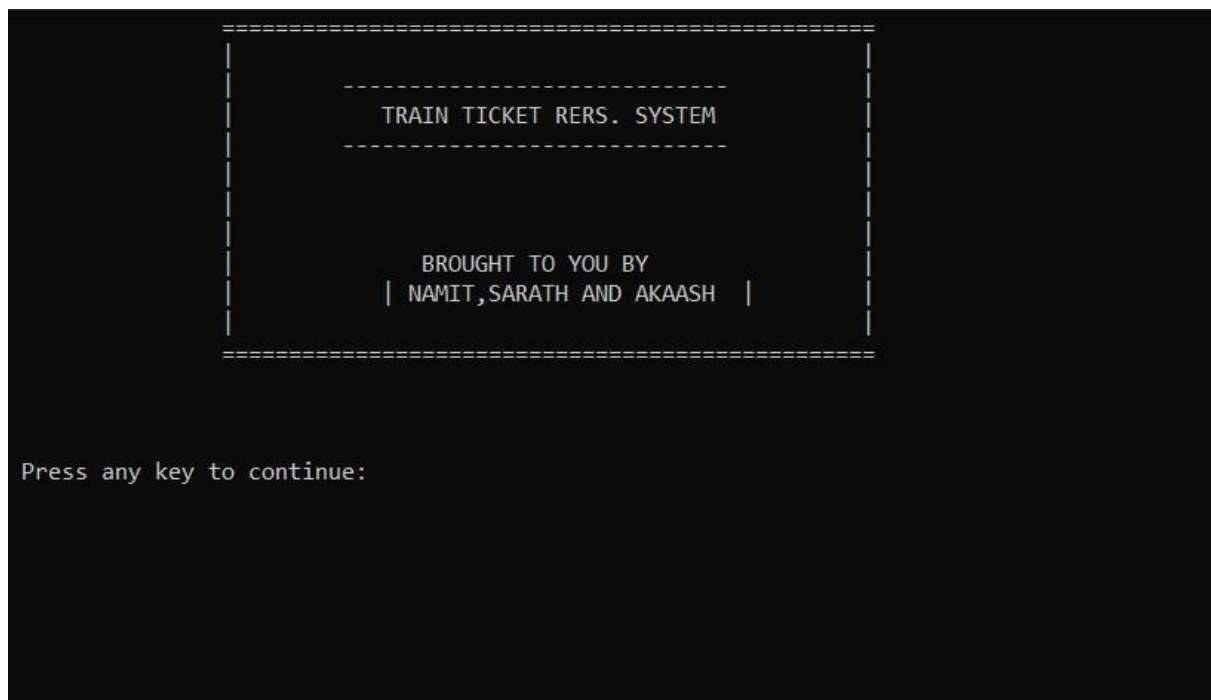 TRAIN TICKET RERS. SYSTEM
BROUGHT TO YOU BY
| NAMIT,SARATH AND AKAASH |
Press any key to continue: